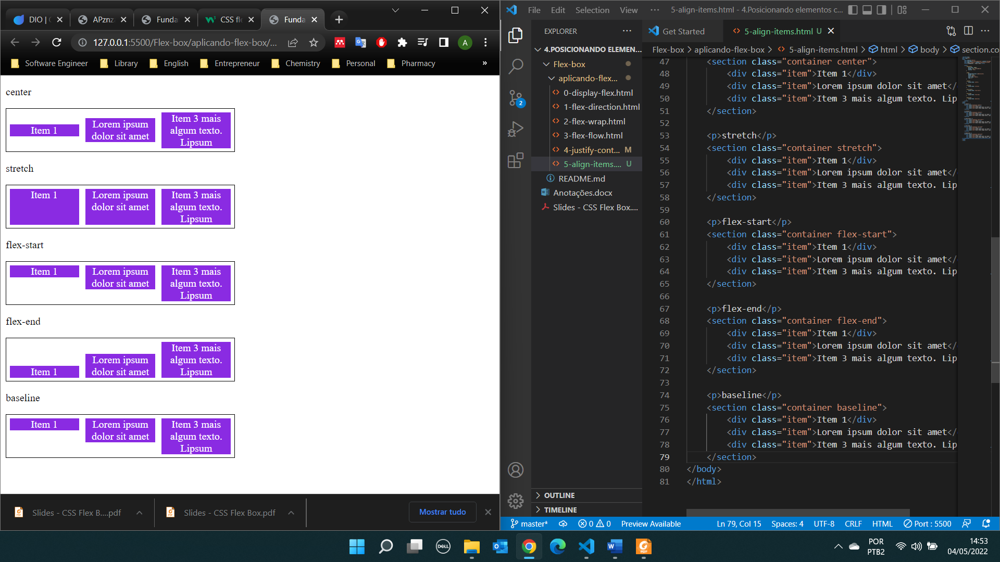 DIO | C
APznz
Funda
CSS fle
Funda
127.0.0.1:5500/Flex-box/aplicando-flex-box/...
A
Software Engineer
Library
English
Entrepreneur
Chemistry
Personal
Pharmacy
»
center
Item 1
Lorem ipsum
dolor sit amet
Item 3 mais
algum texto.
Lipsum
stretch
Item 1
Lorem ipsum
dolor sit amet
Item 3 mais
algum texto.
Lipsum
flex-start
Item 1
Lorem ipsum
dolor sit amet
Item 3 mais
algum texto.
Lipsum
flex-end
Item 1
Lorem ipsum
dolor sit amet
Item 3 mais
algum texto.
Lipsum
baseline
Item 1
Lorem ipsum
dolor sit amet
Item 3 mais
algum texto.
Lipsum
Slides - CSS Flex B....pdf
Slides - CSS Flex Box.pdf
Mostrar tudo
File Edit Selection View ··· 5-align-items.html - 4.Posicionando elementos c...
EXPLORER ···
4.POSICIONANDO ELEMEN...
Flex-box
aplicando-flex...
0-display-flex.html
1-flex-direction.html
2-flex-wrap.html
3-flex-flow.html
4-justify-cont... M
5-align-items.... U
README.md
Anotações.docx
Slides - CSS Flex Box....
OUTLINE
TIMELINE
2
Get Started
5-align-items.html U
Flex-box > aplicando-flex-box > 5-align-items.html > html > body > section.co
47 <section class="container center">
48 <div class="item">Item 1</div>
49 <div class="item">Lorem ipsum dolor sit amet</
50 <div class="item">Item 3 mais algum texto. Lip
51 </section>
52
53 <p>stretch</p>
54 <section class="container stretch">
55 <div class="item">Item 1</div>
56 <div class="item">Lorem ipsum dolor sit amet</
57 <div class="item">Item 3 mais algum texto. Lip
58 </section>
59
60 <p>flex-start</p>
61 <section class="container flex-start">
62 <div class="item">Item 1</div>
63 <div class="item">Lorem ipsum dolor sit amet</
64 <div class="item">Item 3 mais algum texto. Lip
65 </section>
66
67 <p>flex-end</p>
68 <section class="container flex-end">
69 <div class="item">Item 1</div>
70 <div class="item">Lorem ipsum dolor sit amet</
71 <div class="item">Item 3 mais algum texto. Lip
72 </section>
73
74 <p>baseline</p>
75 <section class="container baseline">
76 <div class="item">Item 1</div>
77 <div class="item">Lorem ipsum dolor sit amet</
78 <div class="item">Item 3 mais algum texto. Lip
79 </section>
80 </body>
81 </html>
master* 0 0 Preview Available Ln 79, Col 15 Spaces: 4 UTF-8 CRLF HTML Port : 5500
DELL
POR
PTB2
14:53
04/05/2022